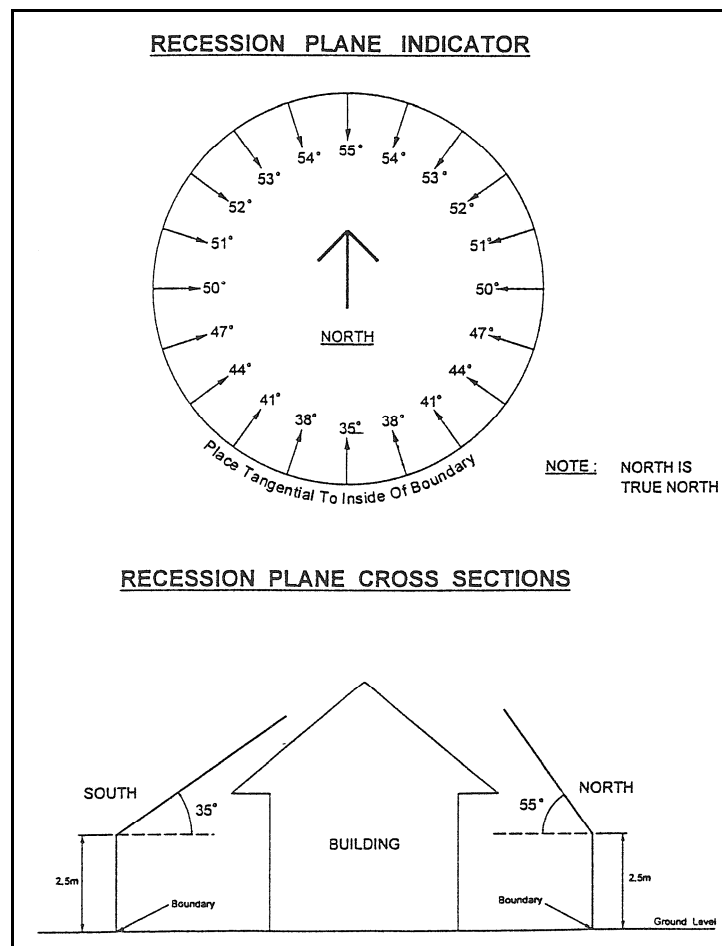 RECESSION PLANE INDICATOR
54° 55° 54°
53° 53°
52° 52°
51° 51°
50° 50°
47° 47°
NORTH
44° 44°
41° 41°
38° 35° 38°
Place Tangential To Inside Of Boundary
NOTE : NORTH IS
TRUE NORTH
RECESSION PLANE CROSS SECTIONS
SOUTH NORTH
35° 55°
BUILDING
2.5m 2.5m
Boundary Boundary
Ground Level